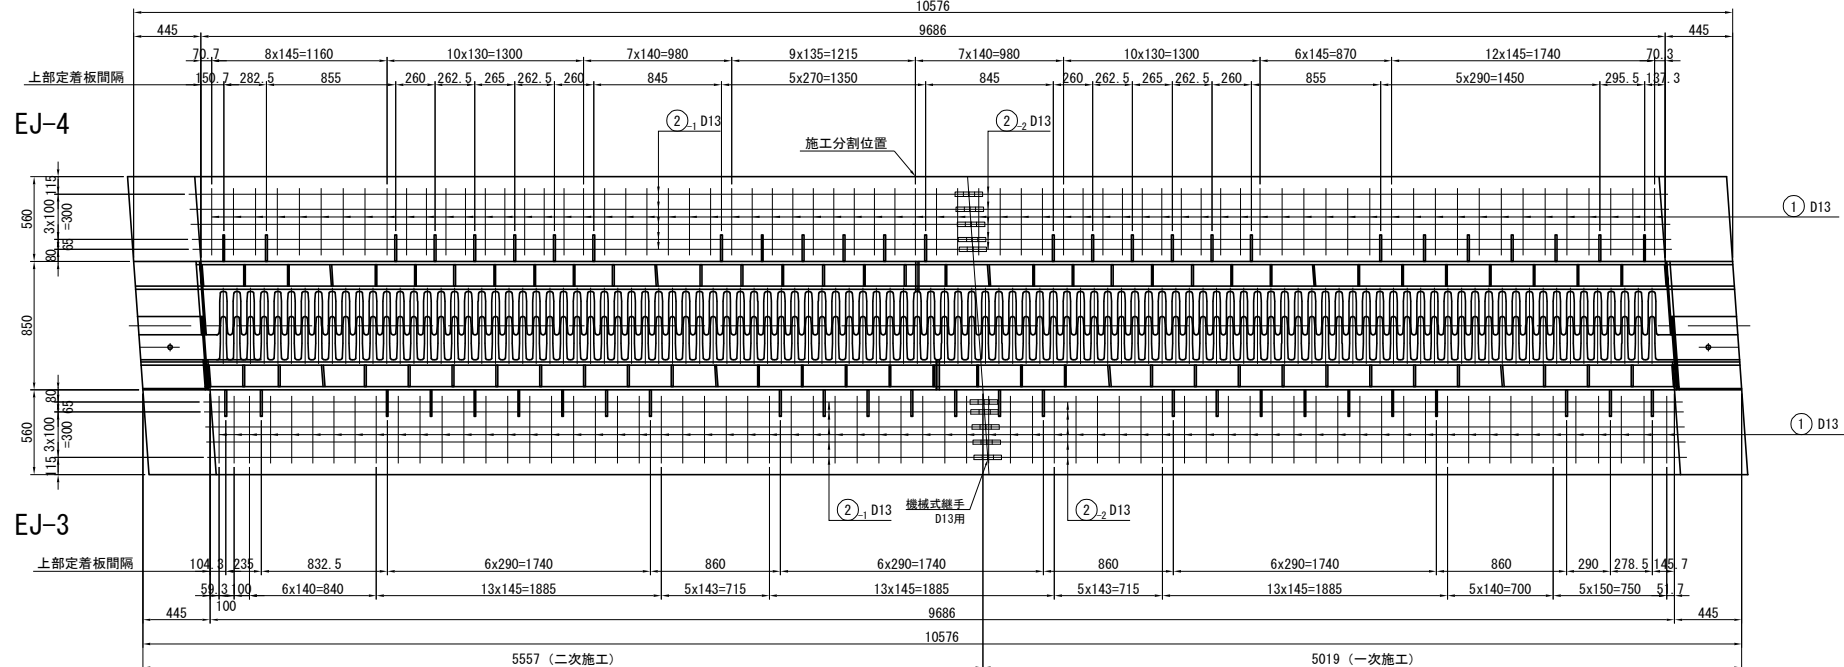 10576
445 9686 445
70.7 8x145=1160 10x130=1300 7x140=980 9x135=1215 7x140=980 10x130=1300 6x145=870 12x145=1740 70.3
上部定着板間隔 150.7 282.5 855 260 262.5 265 262.5 260 845 5x270=1350 845 260 262.5 265 262.5 260 855 5x290=1450 295.5 137.3
EJ-4
②-1 D13
②-2 D13
施工分割位置
① D13
560
115
3x100
=300
65
80
850
560
80
65
3x100
=300
115
① D13
②-1 D13
機械式継手
D13用
②-2 D13
EJ-3
上部定着板間隔 104.3 235 832.5 6x290=1740 860 6x290=1740 860 6x290=1740 860 290 278.5 145.7
59.3 100 6x140=840 13x145=1885 5x143=715 13x145=1885 5x143=715 13x145=1885 5x140=700 5x150=750 51.7
100
445 9686 445
10576
5557 (二次施工) 5019 (一次施工)